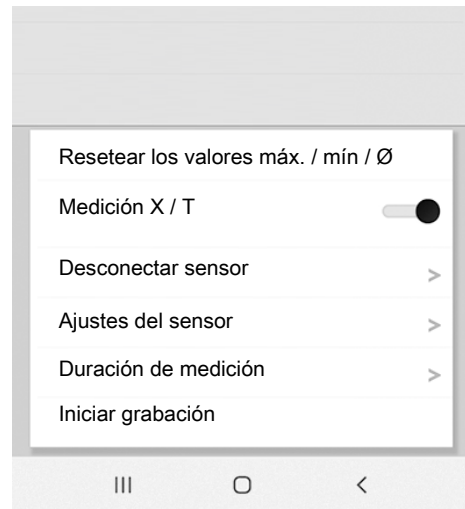 Resetear los valores máx. / mín / Ø
Medición X / T
Desconectar sensor
Ajustes del sensor
Duración de medición
Iniciar grabación